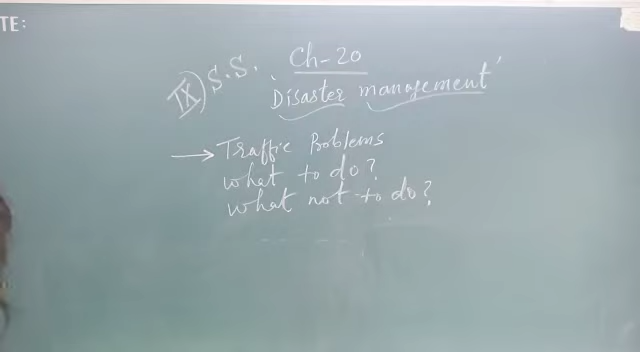 TE:
IX) S.S. Ch-20
'Disaster management'
→ Traffic Problems
what to do?
what not to do?